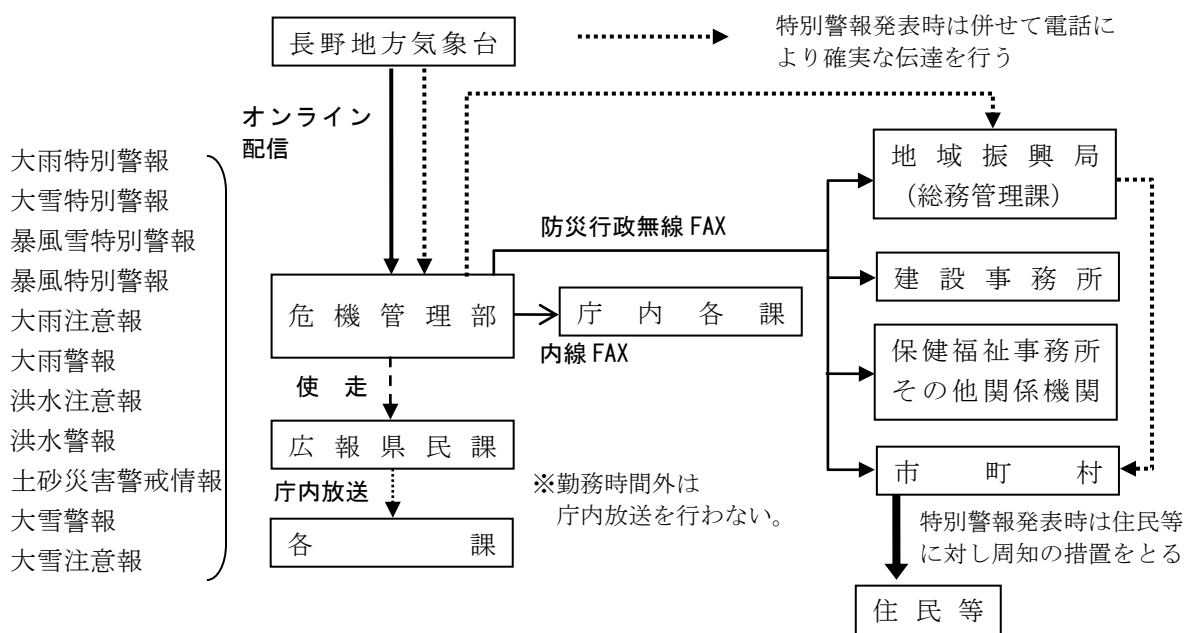 長野地方気象台
特別警報発表時は併せて電話に
より確実な伝達を行う
オンライン
配信
大雨特別警報
大雪特別警報
暴風雪特別警報
暴風特別警報
大雨注意報
大雨警報
洪水注意報
洪水警報
土砂災害警戒情報
大雪警報
大雪注意報
防災行政無線 FAX
地域振興局
(総務管理課)
建設事務所
危機管理部
庁内各課
内線 FAX
保健福祉事務所
その他関係機関
使走
広報県民課
市町村
庁内放送
※勤務時間外は
庁内放送を行わない。
各課
特別警報発表時は住民等
に対し周知の措置をとる
住民等